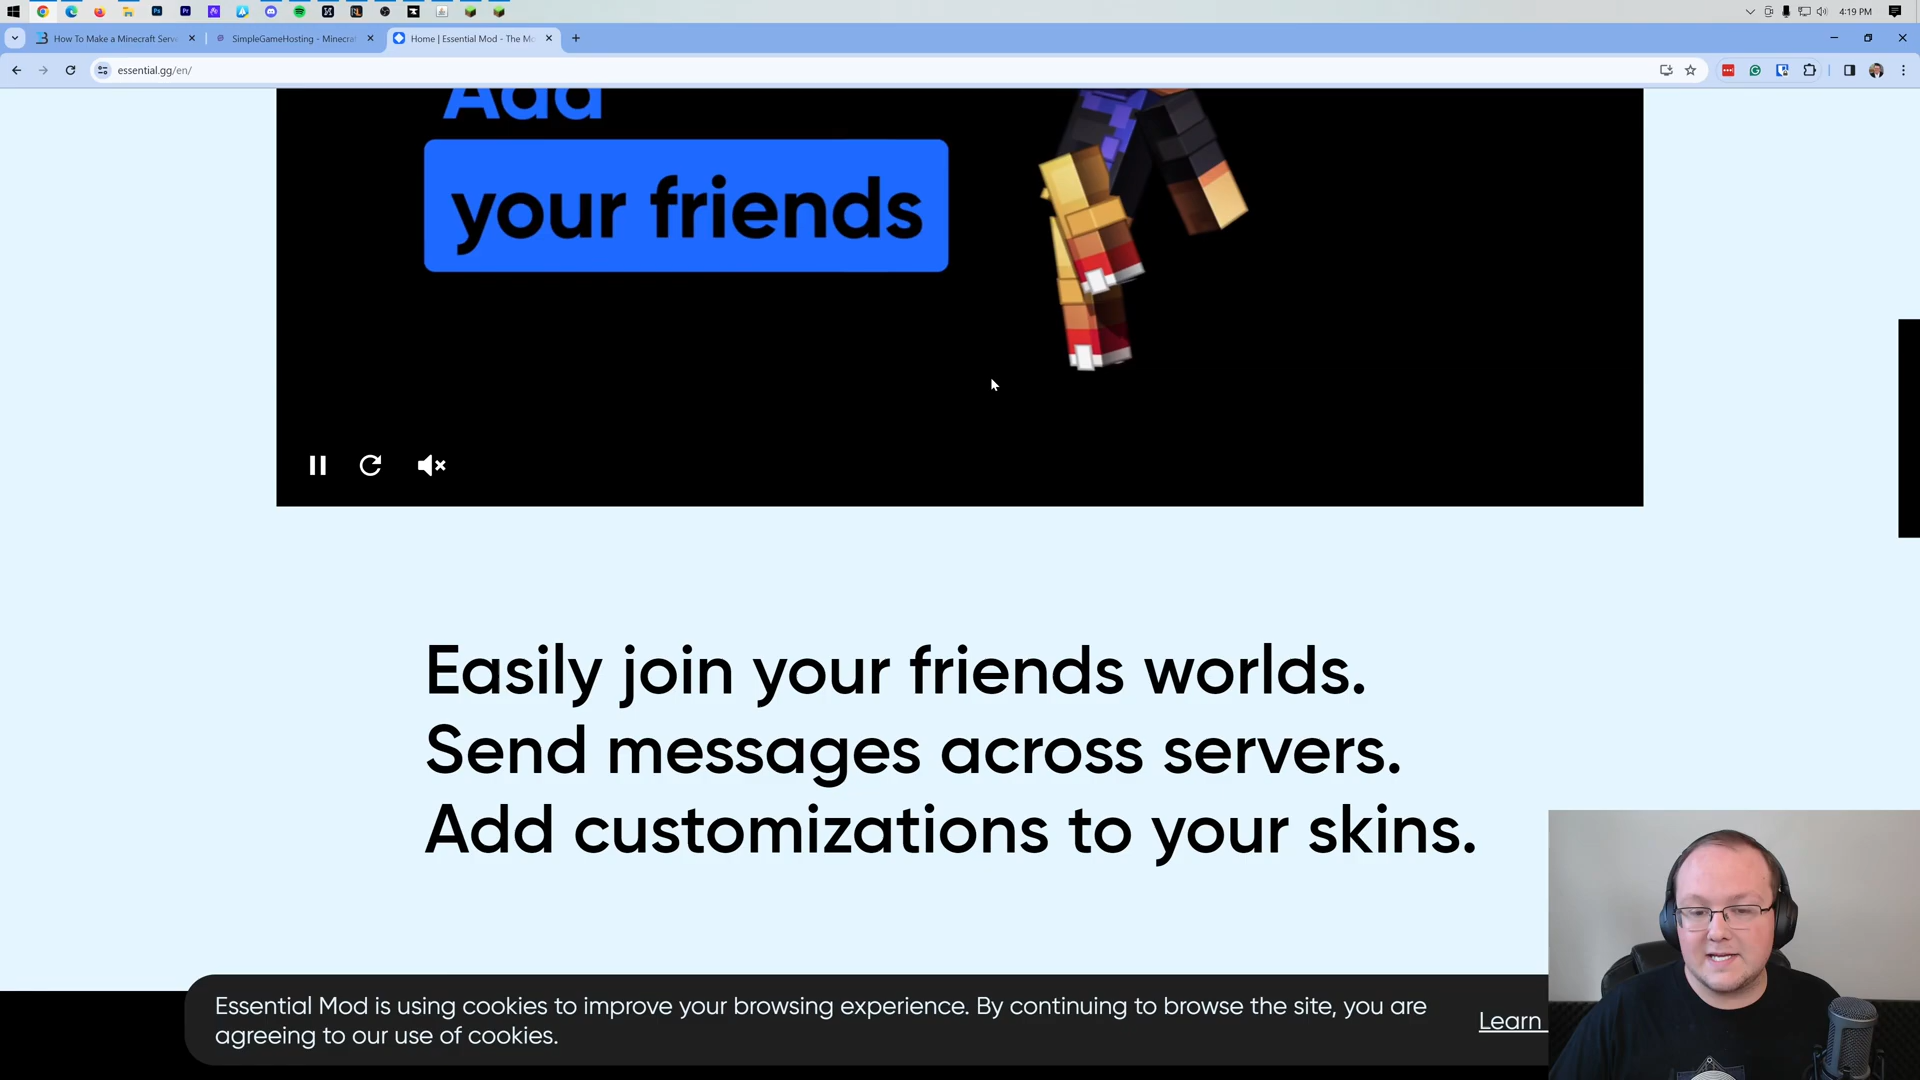 4:19 PM
How To Make a Minecraft Serve
SimpleGameHosting - Minecraf
Home | Essential Mod - The Mo
essential.gg/en/
Add
your friends
Easily join your friends worlds.
Send messages across servers.
Add customizations to your skins.
Essential Mod is using cookies to improve your browsing experience. By continuing to browse the site, you are
agreeing to our use of cookies.
Learn